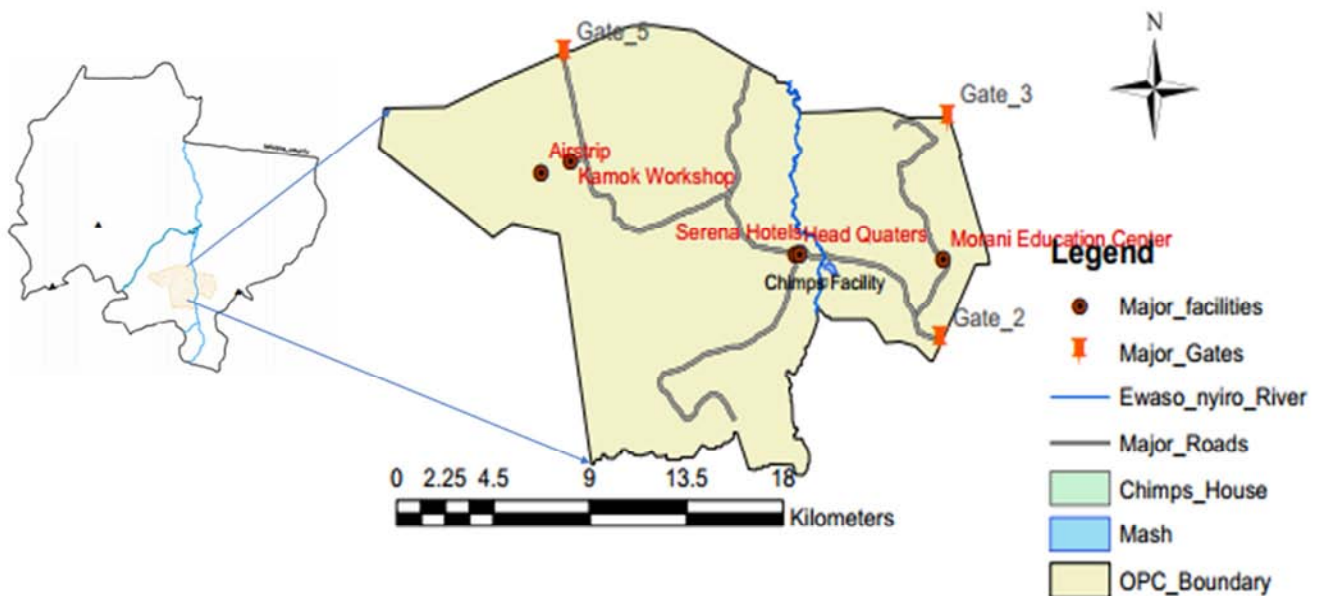 Gate_5
N
Gate_3
Airstrip
Kamok Workshop
Serena Hotels
Head Quaters
Morani Education Center
Chimps Facility
Gate_2
0 2.25 4.5 9 13.5 18
Kilometers
Legend
Major_facilities
Major_Gates
Ewaso_nyiro_River
Major_Roads
Chimps_House
Mash
OPC_Boundary